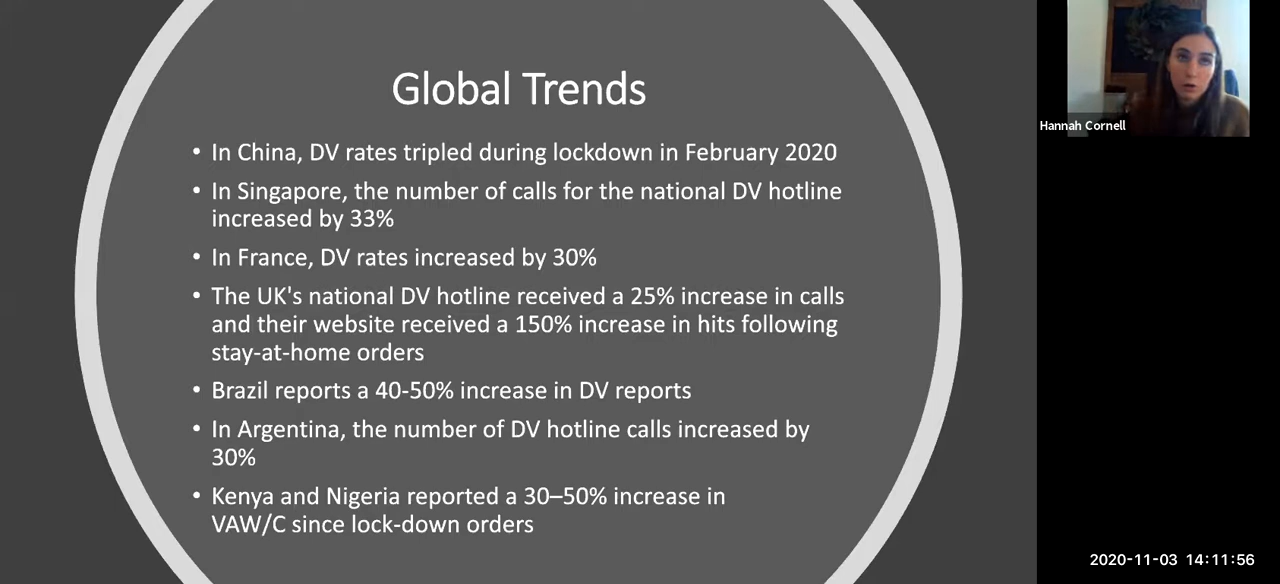 Global Trends
• In China, DV rates tripled during lockdown in February 2020
• In Singapore, the number of calls for the national DV hotline
increased by 33%
• In France, DV rates increased by 30%
• The UK's national DV hotline received a 25% increase in calls
and their website received a 150% increase in hits following
stay-at-home orders
• Brazil reports a 40-50% increase in DV reports
• In Argentina, the number of DV hotline calls increased by
30%
• Kenya and Nigeria reported a 30–50% increase in
VAW/C since lock-down orders
Hannah Cornell
2020-11-03 14:11:56